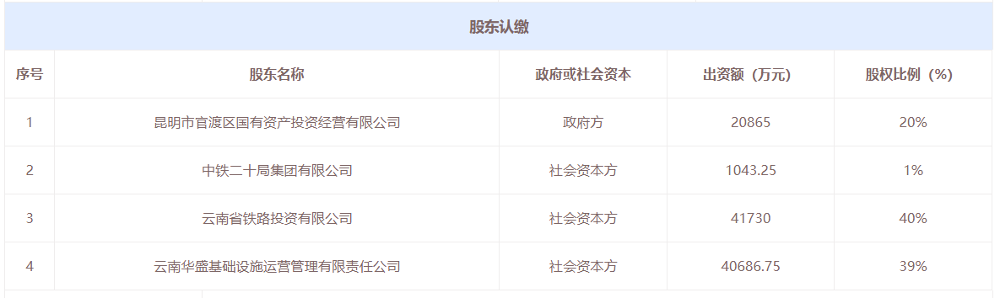 股东认缴
序号 股东名称 政府或社会资本 出资额（万元） 股权比例（%）
1 昆明市官渡区国有资产投资经营有限公司 政府方 20865 20%
2 中铁二十局集团有限公司 社会资本方 1043.25 1%
3 云南省铁路投资有限公司 社会资本方 41730 40%
4 云南华盛基础设施运营管理有限责任公司 社会资本方 40686.75 39%